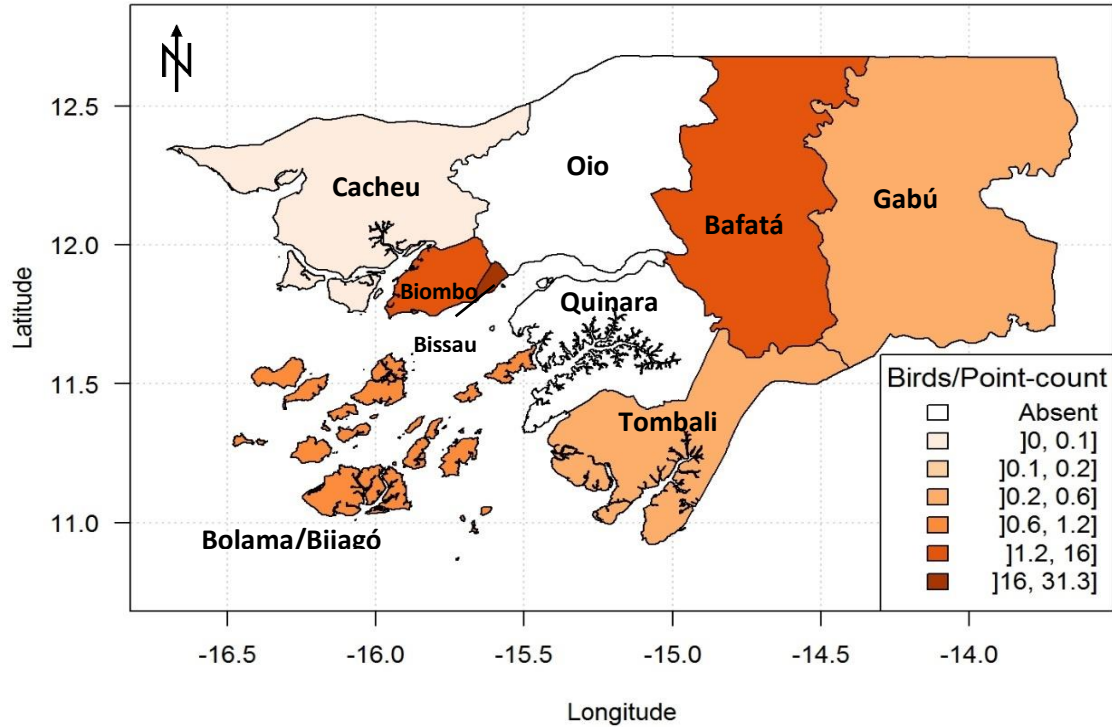 N
12.5
12.0
11.5
11.0
Latitude
Cacheu
Oio
Bafatá
Gabú
Biombo
Bissau
Quinara
Tombali
Bolama/Bijagó
Birds/Point-count
Absent
]0, 0.1]
]0.1, 0.2]
]0.2, 0.6]
]0.6, 1.2]
]1.2, 16]
]16, 31.3]
-16.5 -16.0 -15.5 -15.0 -14.5 -14.0
Longitude